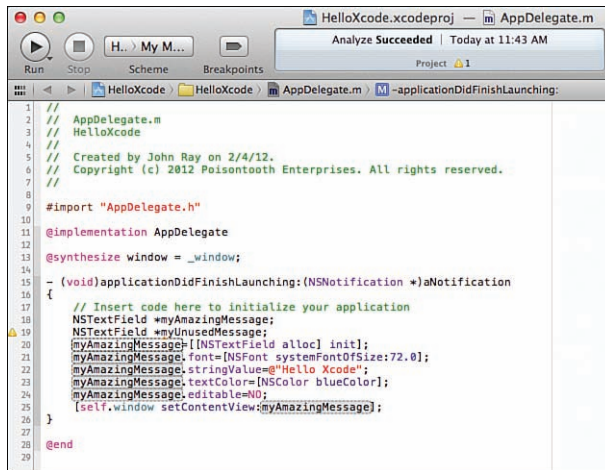 HelloXcode.xcodeproj — m AppDelegate.m
H.. › My M...
Analyze Succeeded | Today at 11:43 AM
Project 1
Run Stop Scheme Breakpoints
HelloXcode › HelloXcode › m AppDelegate.m › M -applicationDidFinishLaunching:
1 //
2 //  AppDelegate.m
3 //  HelloXcode
4 //
5 //  Created by John Ray on 2/4/12.
6 //  Copyright (c) 2012 Poisontooth Enterprises. All rights reserved.
7 //
8
9 #import "AppDelegate.h"
10
11 @implementation AppDelegate
12
13 @synthesize window = _window;
14
15 - (void)applicationDidFinishLaunching:(NSNotification *)aNotification
16 {
17     // Insert code here to initialize your application
18     NSTextField *myAmazingMessage;
19     NSTextField *myUnusedMessage;
20     myAmazingMessage=[[NSTextField alloc] init];
21     myAmazingMessage.font=[NSFont systemFontOfSize:72.0];
22     myAmazingMessage.stringValue=@"Hello Xcode";
23     myAmazingMessage.textColor=[NSColor blueColor];
24     myAmazingMessage.editable=NO;
25     [self.window setContentView:myAmazingMessage];
26 }
27
28 @end
29